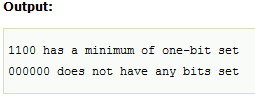 Output:
1100 has a minimum of one-bit set
000000 does not have any bits set